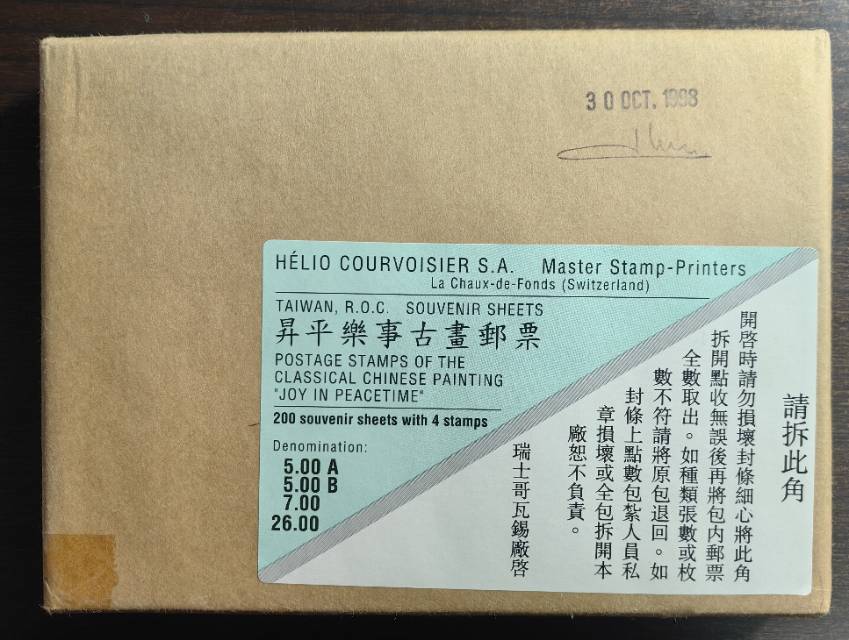 30 OCT. 1998
HÉLIO COURVOISIER S.A. Master Stamp-Printers
La Chaux-de-Fonds (Switzerland)
TAIWAN, R.O.C. SOUVENIR SHEETS
昇平樂事古畫郵票
POSTAGE STAMPS OF THE
CLASSICAL CHINESE PAINTING
"JOY IN PEACETIME"
200 souvenir sheets with 4 stamps
Denomination:
5.00 A
5.00 B
7.00
26.00
請拆此角
開啓時請勿損壞封條細心將此角
拆開點收無誤後再將包內郵票
全數取出。如種類張數或枚
數不符請將原包退回。如
封條上點數包紮人員私
章損壞或全包拆開本
廠恕不負責。
瑞士哥瓦錫廠啓